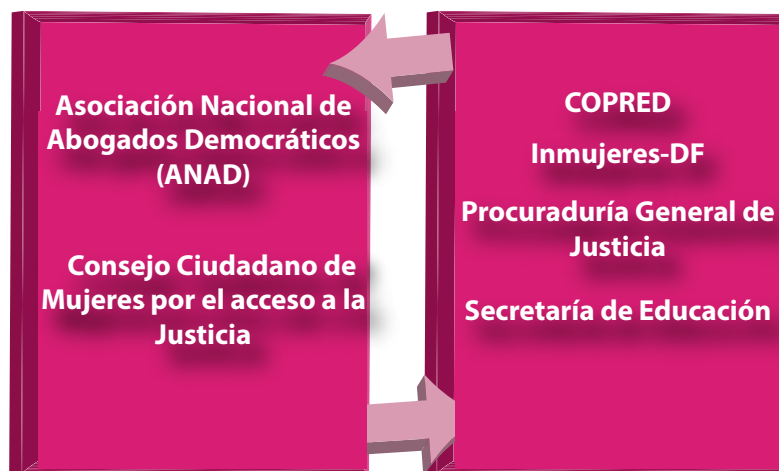 Asociación Nacional de
Abogados Democráticos
(ANAD)
Consejo Ciudadano de
Mujeres por el acceso a la
Justicia
COPRED
Inmujeres-DF
Procuraduría General de
Justicia
Secretaría de Educación